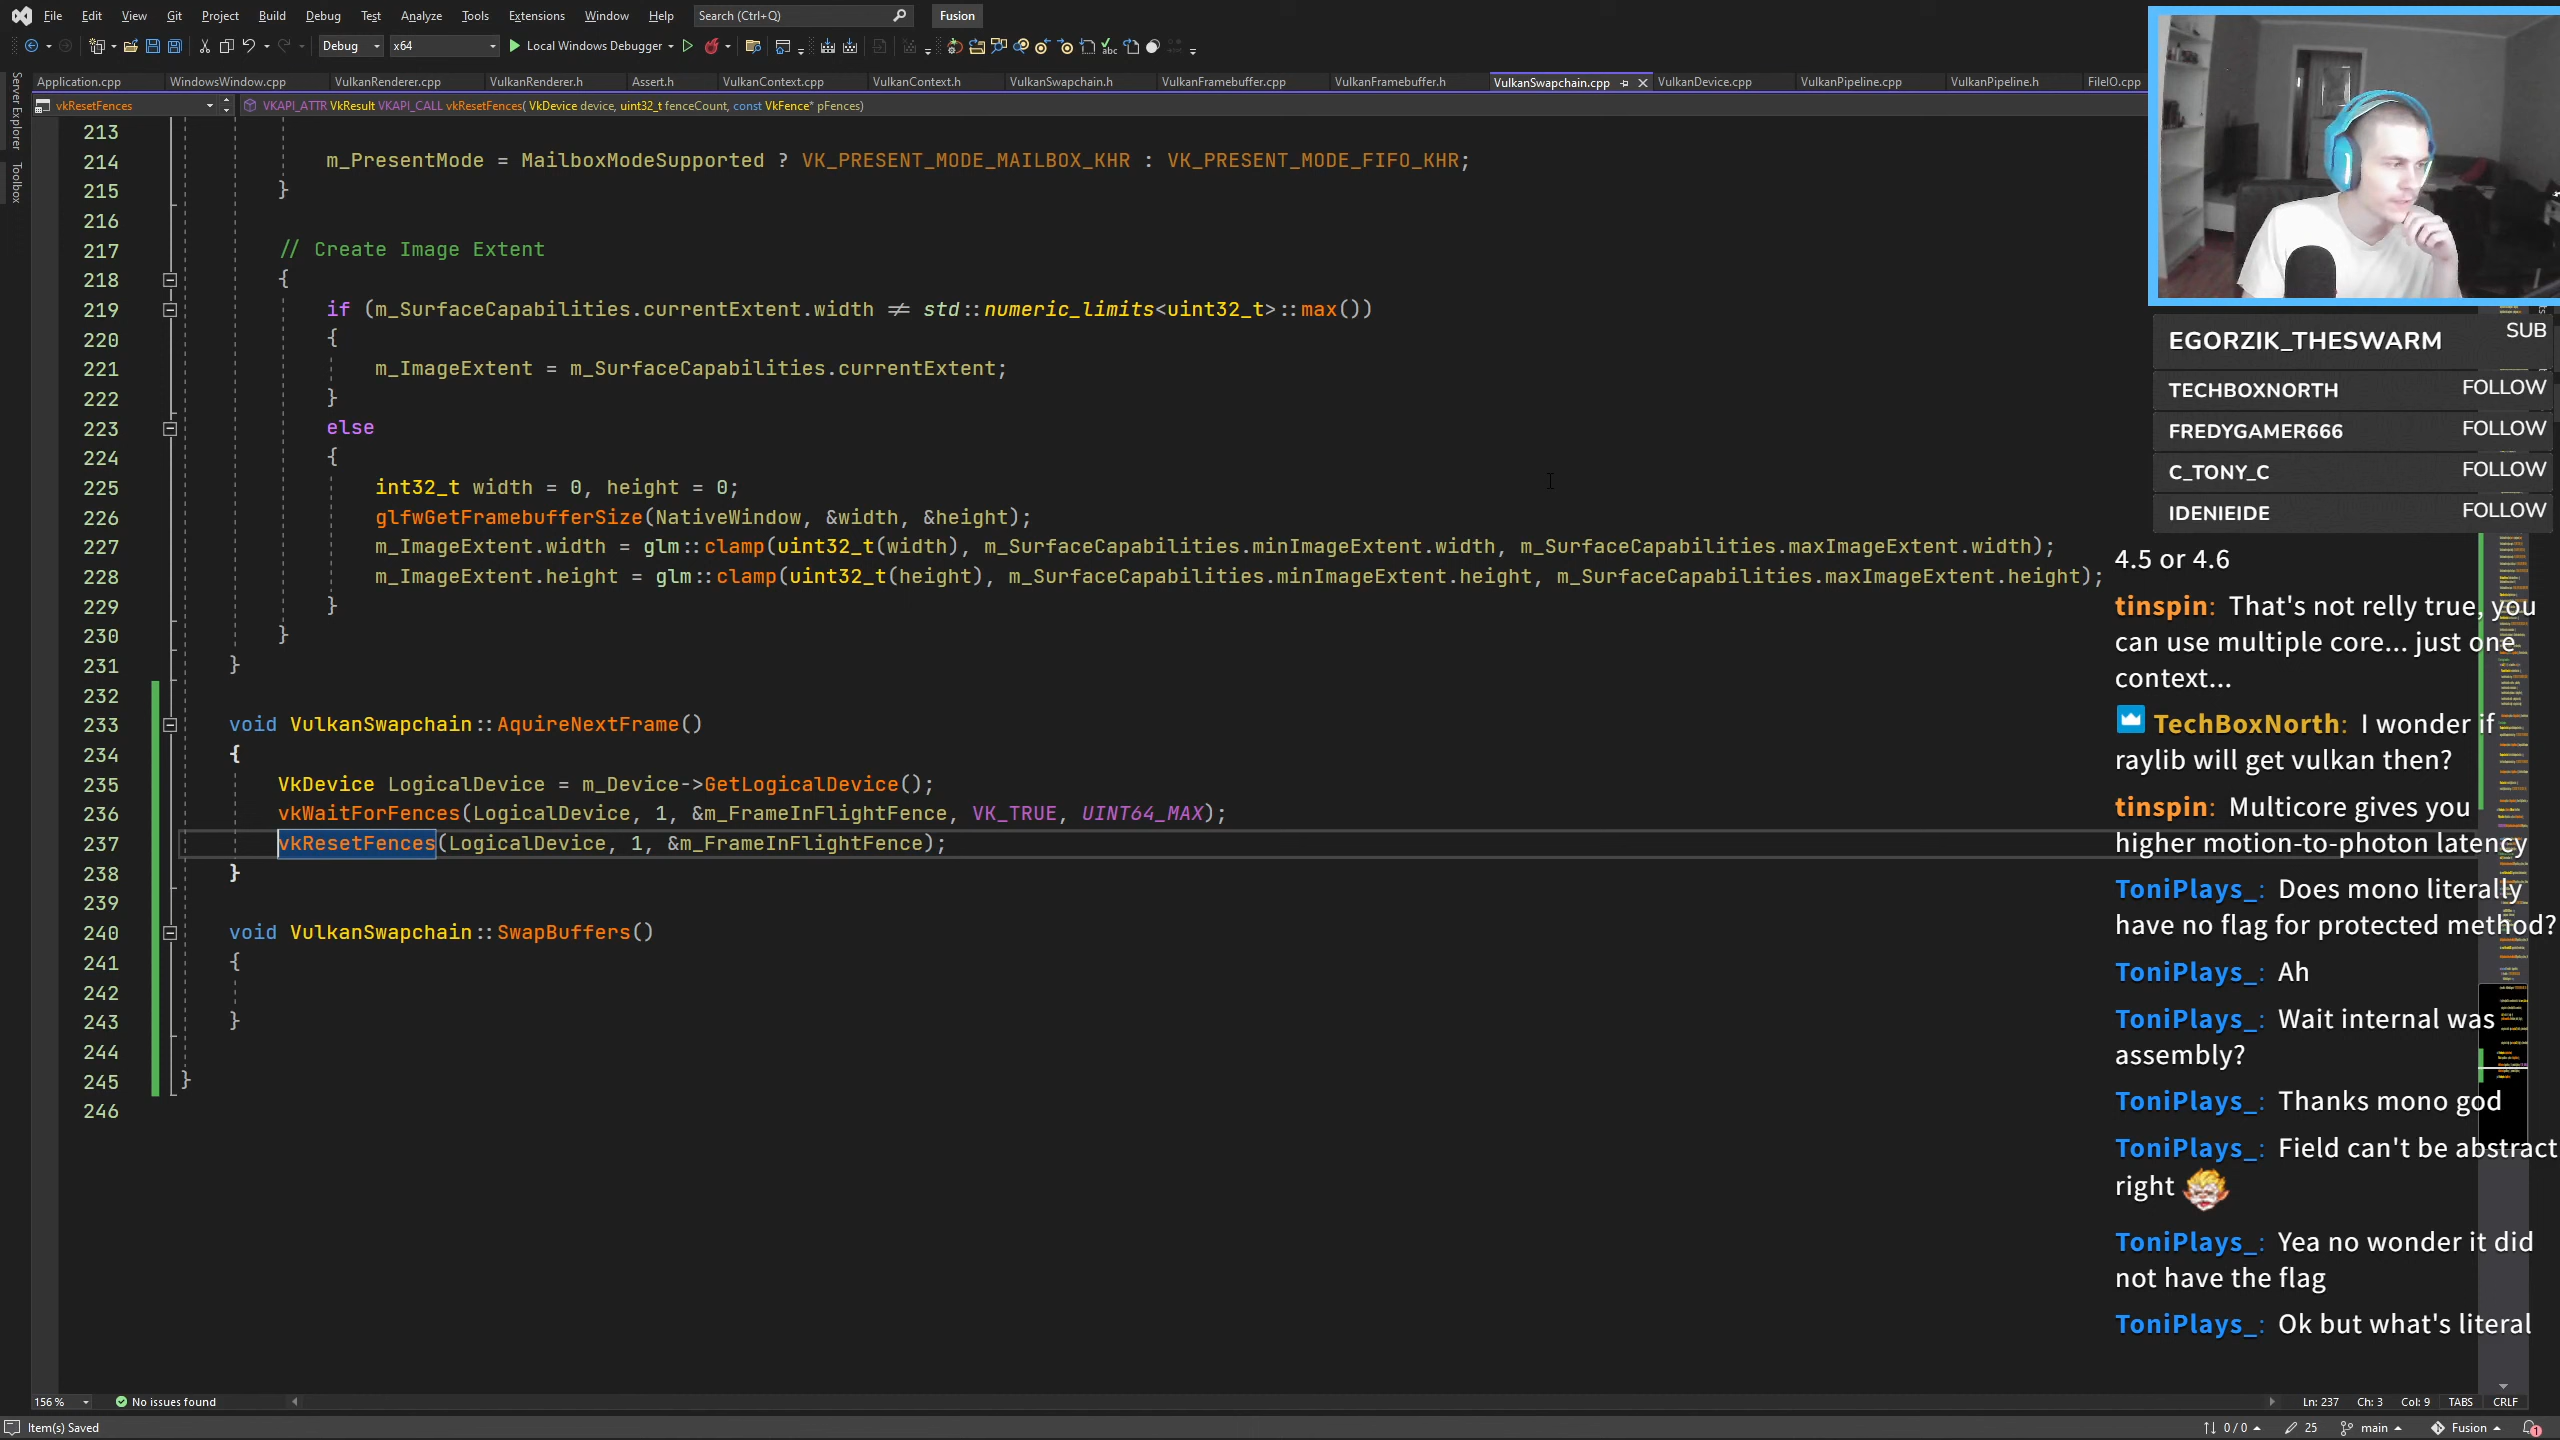 File Edit View Git Project Build Debug Test Analyze Tools Extensions Window Help Search (Ctrl+Q) Fusion
Debug x64 Local Windows Debugger
Application.cpp WindowsWindow.cpp VulkanRenderer.cpp VulkanRenderer.h Assert.h VulkanContext.cpp VulkanContext.h VulkanSwapchain.h VulkanFramebuffer.cpp VulkanFramebuffer.h VulkanSwapchain.cpp VulkanDevice.cpp VulkanPipeline.cpp VulkanPipeline.h FileIO.cpp
vkResetFences VKAPI_ATTR VkResult VKAPI_CALL vkResetFences( VkDevice device, uint32_t fenceCount, const VkFence* pFences)
Server Explorer
Toolbox
213
214 m_PresentMode = MailboxModeSupported ? VK_PRESENT_MODE_MAILBOX_KHR : VK_PRESENT_MODE_FIFO_KHR;
215 }
216
217 // Create Image Extent
218 {
219 if (m_SurfaceCapabilities.currentExtent.width ≠ std::numeric_limits<uint32_t>::max())
220 {
221 m_ImageExtent = m_SurfaceCapabilities.currentExtent;
222 }
223 else
224 {
225 int32_t width = 0, height = 0;
226 glfwGetFramebufferSize(NativeWindow, &width, &height);
227 m_ImageExtent.width = glm::clamp(uint32_t(width), m_SurfaceCapabilities.minImageExtent.width, m_SurfaceCapabilities.maxImageExtent.width);
228 m_ImageExtent.height = glm::clamp(uint32_t(height), m_SurfaceCapabilities.minImageExtent.height, m_SurfaceCapabilities.maxImageExtent.height);
229 }
230 }
231 }
232
233 void VulkanSwapchain::AquireNextFrame()
234 {
235 VkDevice LogicalDevice = m_Device->GetLogicalDevice();
236 vkWaitForFences(LogicalDevice, 1, &m_FrameInFlightFence, VK_TRUE, UINT64_MAX);
237 vkResetFences(LogicalDevice, 1, &m_FrameInFlightFence);
238 }
239
240 void VulkanSwapchain::SwapBuffers()
241 {
242
243 }
244
245 }
246
EGORZIK_THESWARM SUB
TECHBOXNORTH FOLLOW
FREDYGAMER666 FOLLOW
C_TONY_C FOLLOW
IDENIEIDE FOLLOW
4.5 or 4.6
tinspin: That's not relly true, you
can use multiple core... just one
context...
TechBoxNorth: I wonder if
raylib will get vulkan then?
tinspin: Multicore gives you
higher motion-to-photon latency
ToniPlays_: Does mono literally
have no flag for protected method?
ToniPlays_: Ah
ToniPlays_: Wait internal was
assembly?
ToniPlays_: Thanks mono god
ToniPlays_: Field can't be abstract
right
ToniPlays_: Yea no wonder it did
not have the flag
ToniPlays_: Ok but what's literal
156 % No issues found Ln: 237 Ch: 3 Col: 9 TABS CRLF
Item(s) Saved 0 / 0 25 main Fusion 1